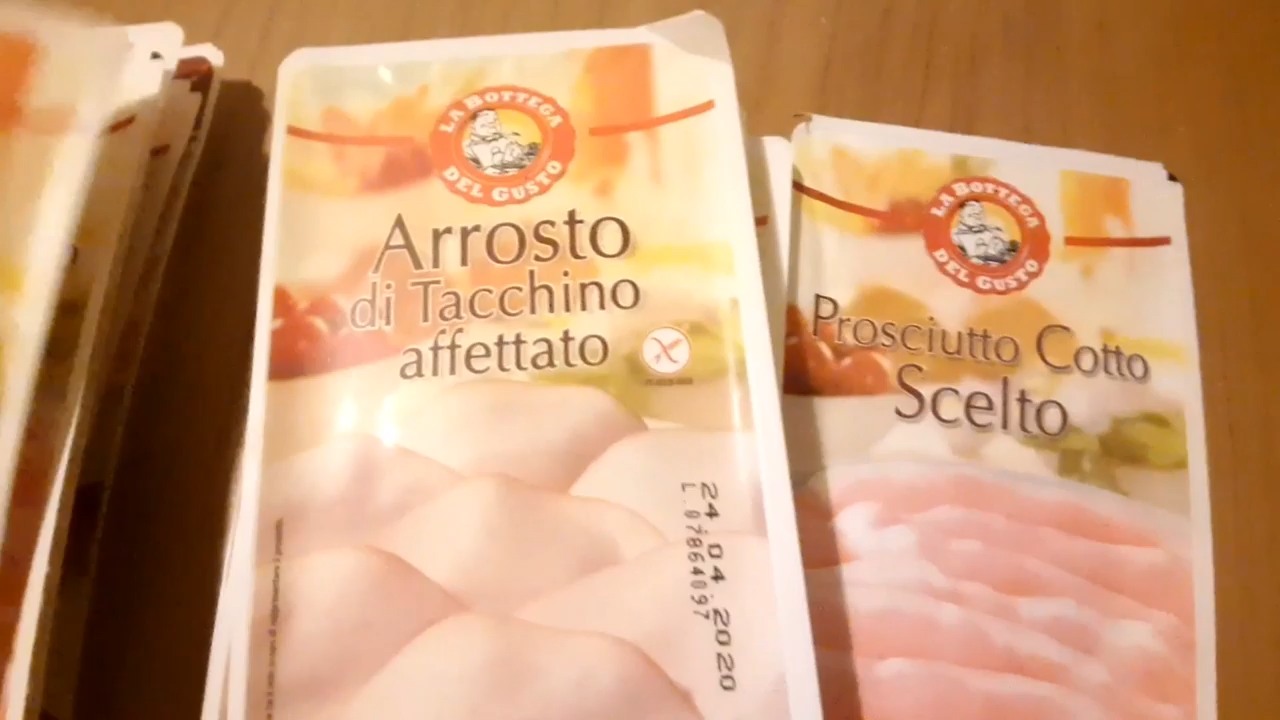 LA BOTTEGA
DEL GUSTO
Arrosto
di Tacchino
affettato
24.04.2020
L.07864097
LA BOTTEGA
DEL GUSTO
Prosciutto Cotto
Scelto